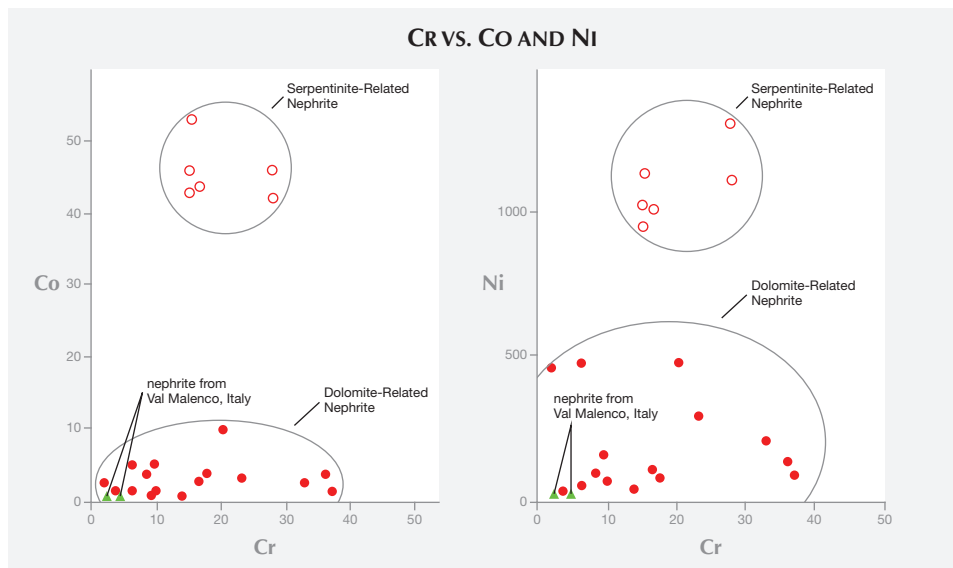 CR VS. CO AND NI
Serpentinite-Related
Nephrite
50
40
Co
30
20
nephrite from
Val Malenco, Italy
Dolomite-Related
Nephrite
10
0
0
10
20
30
40
50
Cr
Serpentinite-Related
Nephrite
1000
Ni
Dolomite-Related
Nephrite
500
nephrite from
Val Malenco, Italy
0
0
10
20
30
40
50
Cr